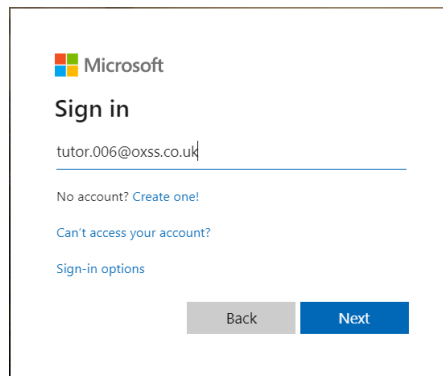 Microsoft
Sign in
tutor.006@oxss.co.uk
No account? Create one!
Can't access your account?
Sign-in options
Back Next